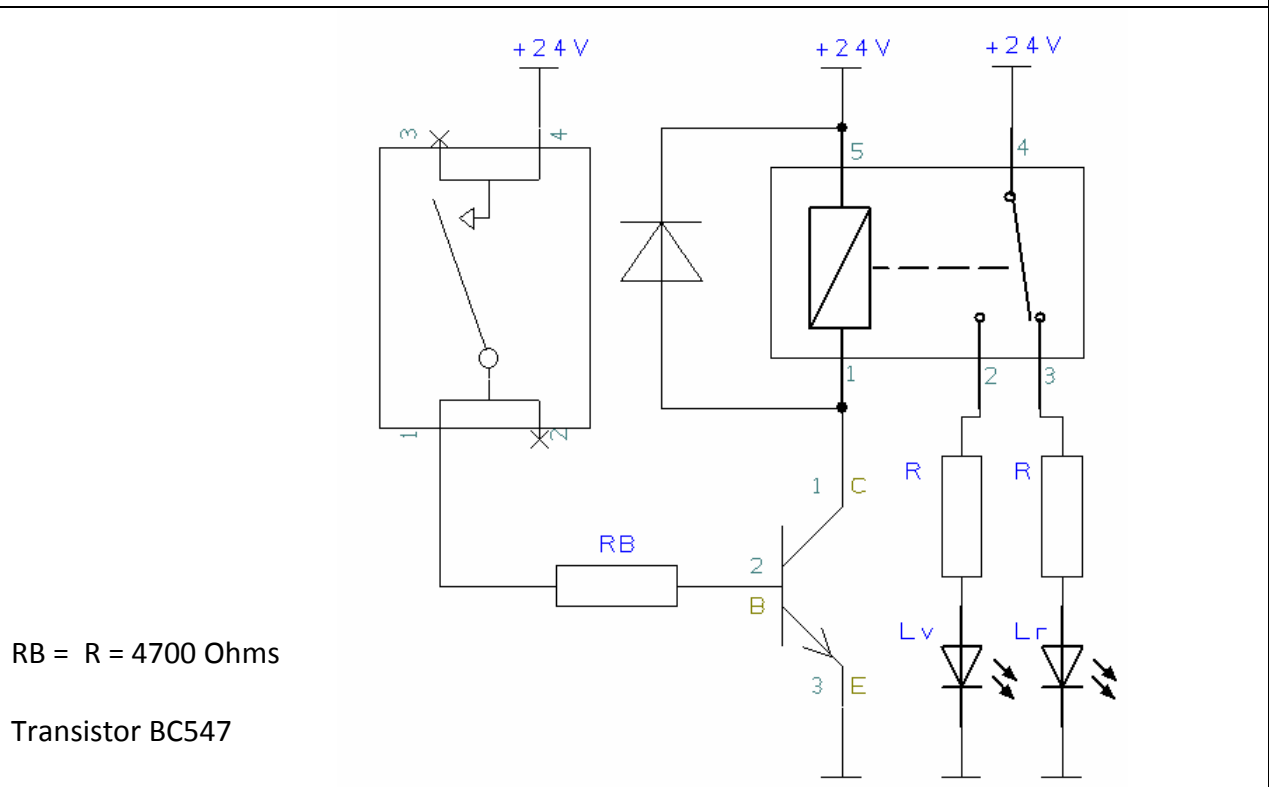 +24V
+24V
+24V
3
4
5
4
1
2
1
2
3
1
C
R
R
RB
2
B
Lv
Lr
3
E
RB = R = 4700 Ohms
Transistor BC547